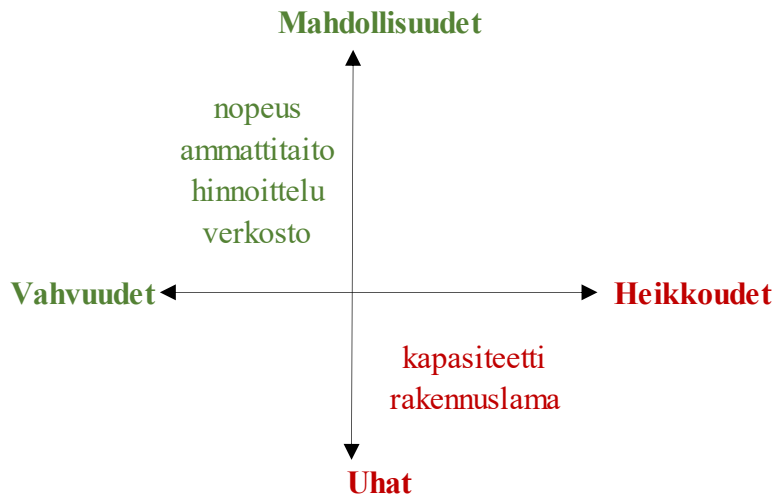 Mahdollisuudet
nopeus
ammattitaito
hinnoittelu
verkosto
Vahvuudet
Heikkoudet
kapasiteetti
rakennuslama
Uhat